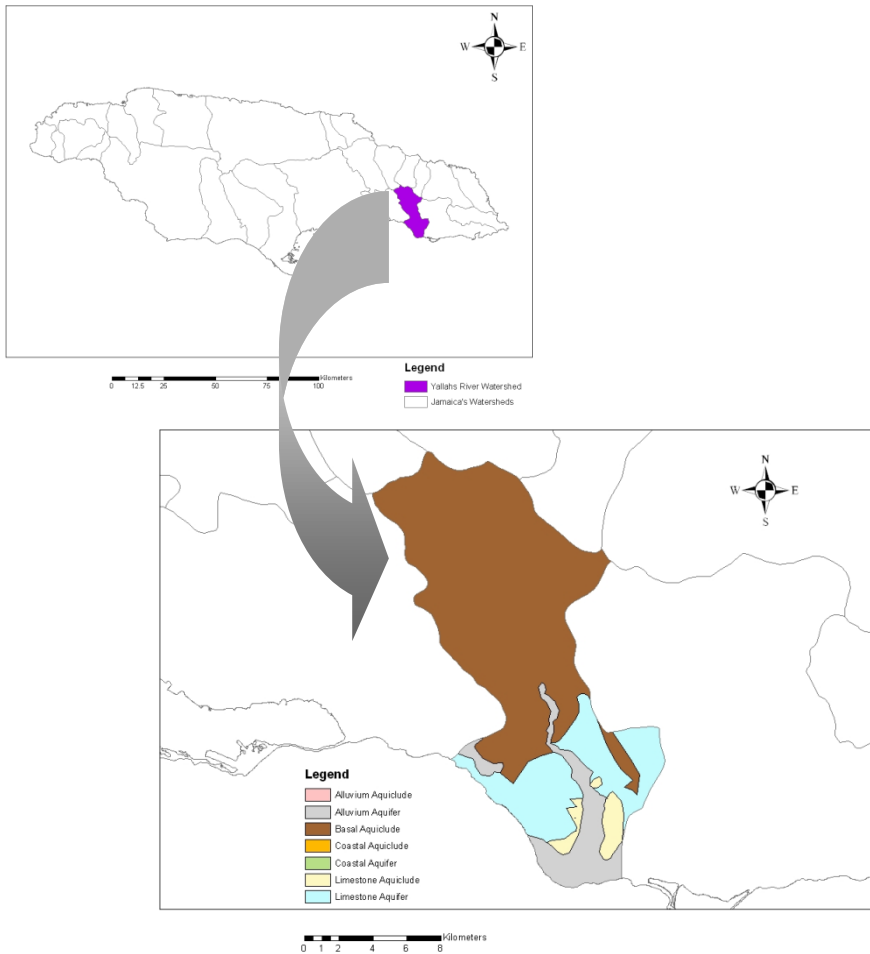 N
W E
S
Kilometers
0 12.5 25 50 75 100
Legend
Yallahs River Watershed
Jamaica's Watersheds
N
W E
S
Legend
Alluvium Aquiclude
Alluvium Aquifer
Basal Aquiclude
Coastal Aquiclude
Coastal Aquifer
Limestone Aquiclude
Limestone Aquifer
Kilometers
0 1 2 4 6 8